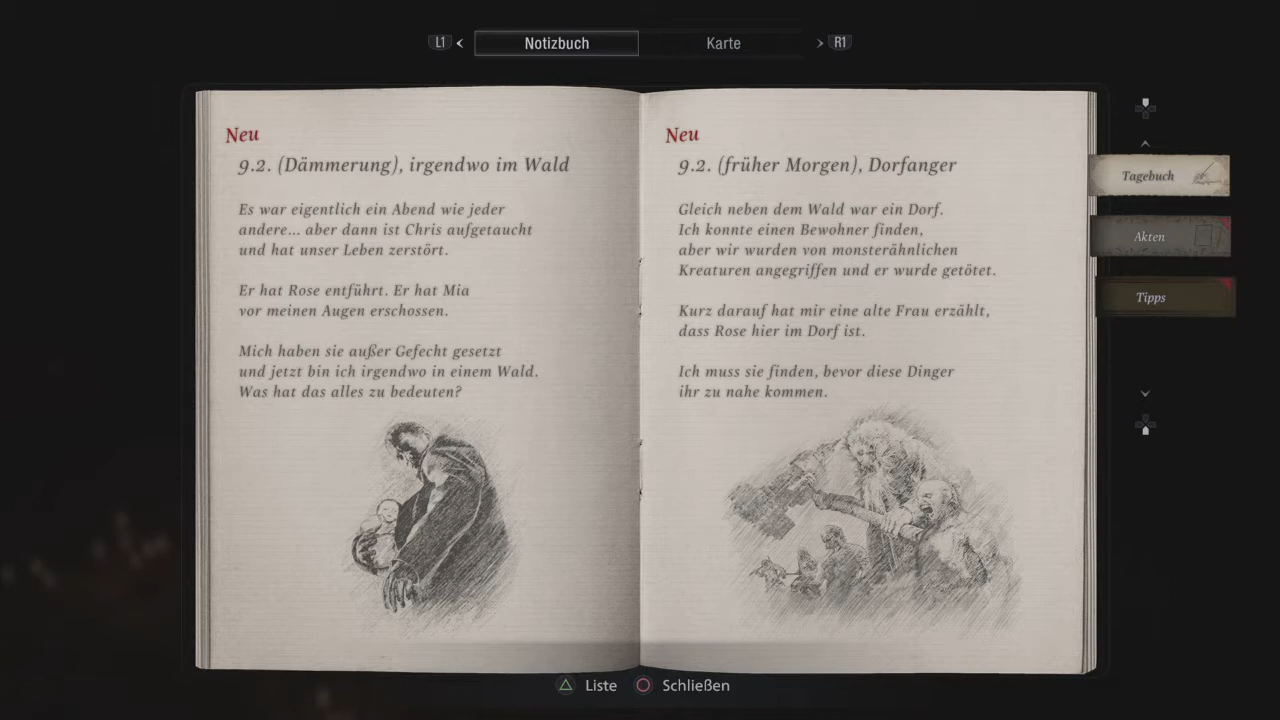 L1
Notizbuch
Karte
R1
Neu
9.2. (Dämmerung), irgendwo im Wald
Es war eigentlich ein Abend wie jeder
andere... aber dann ist Chris aufgetaucht
und hat unser Leben zerstört.
Er hat Rose entführt. Er hat Mia
vor meinen Augen erschossen.
Mich haben sie außer Gefecht gesetzt
und jetzt bin ich irgendwo in einem Wald.
Was hat das alles zu bedeuten?
Neu
9.2. (früher Morgen), Dorfanger
Gleich neben dem Wald war ein Dorf.
Ich konnte einen Bewohner finden,
aber wir wurden von monsterähnlichen
Kreaturen angegriffen und er wurde getötet.
Kurz darauf hat mir eine alte Frau erzählt,
dass Rose hier im Dorf ist.
Ich muss sie finden, bevor diese Dinger
ihr zu nahe kommen.
Tagebuch
Akten
Tipps
Liste
Schließen